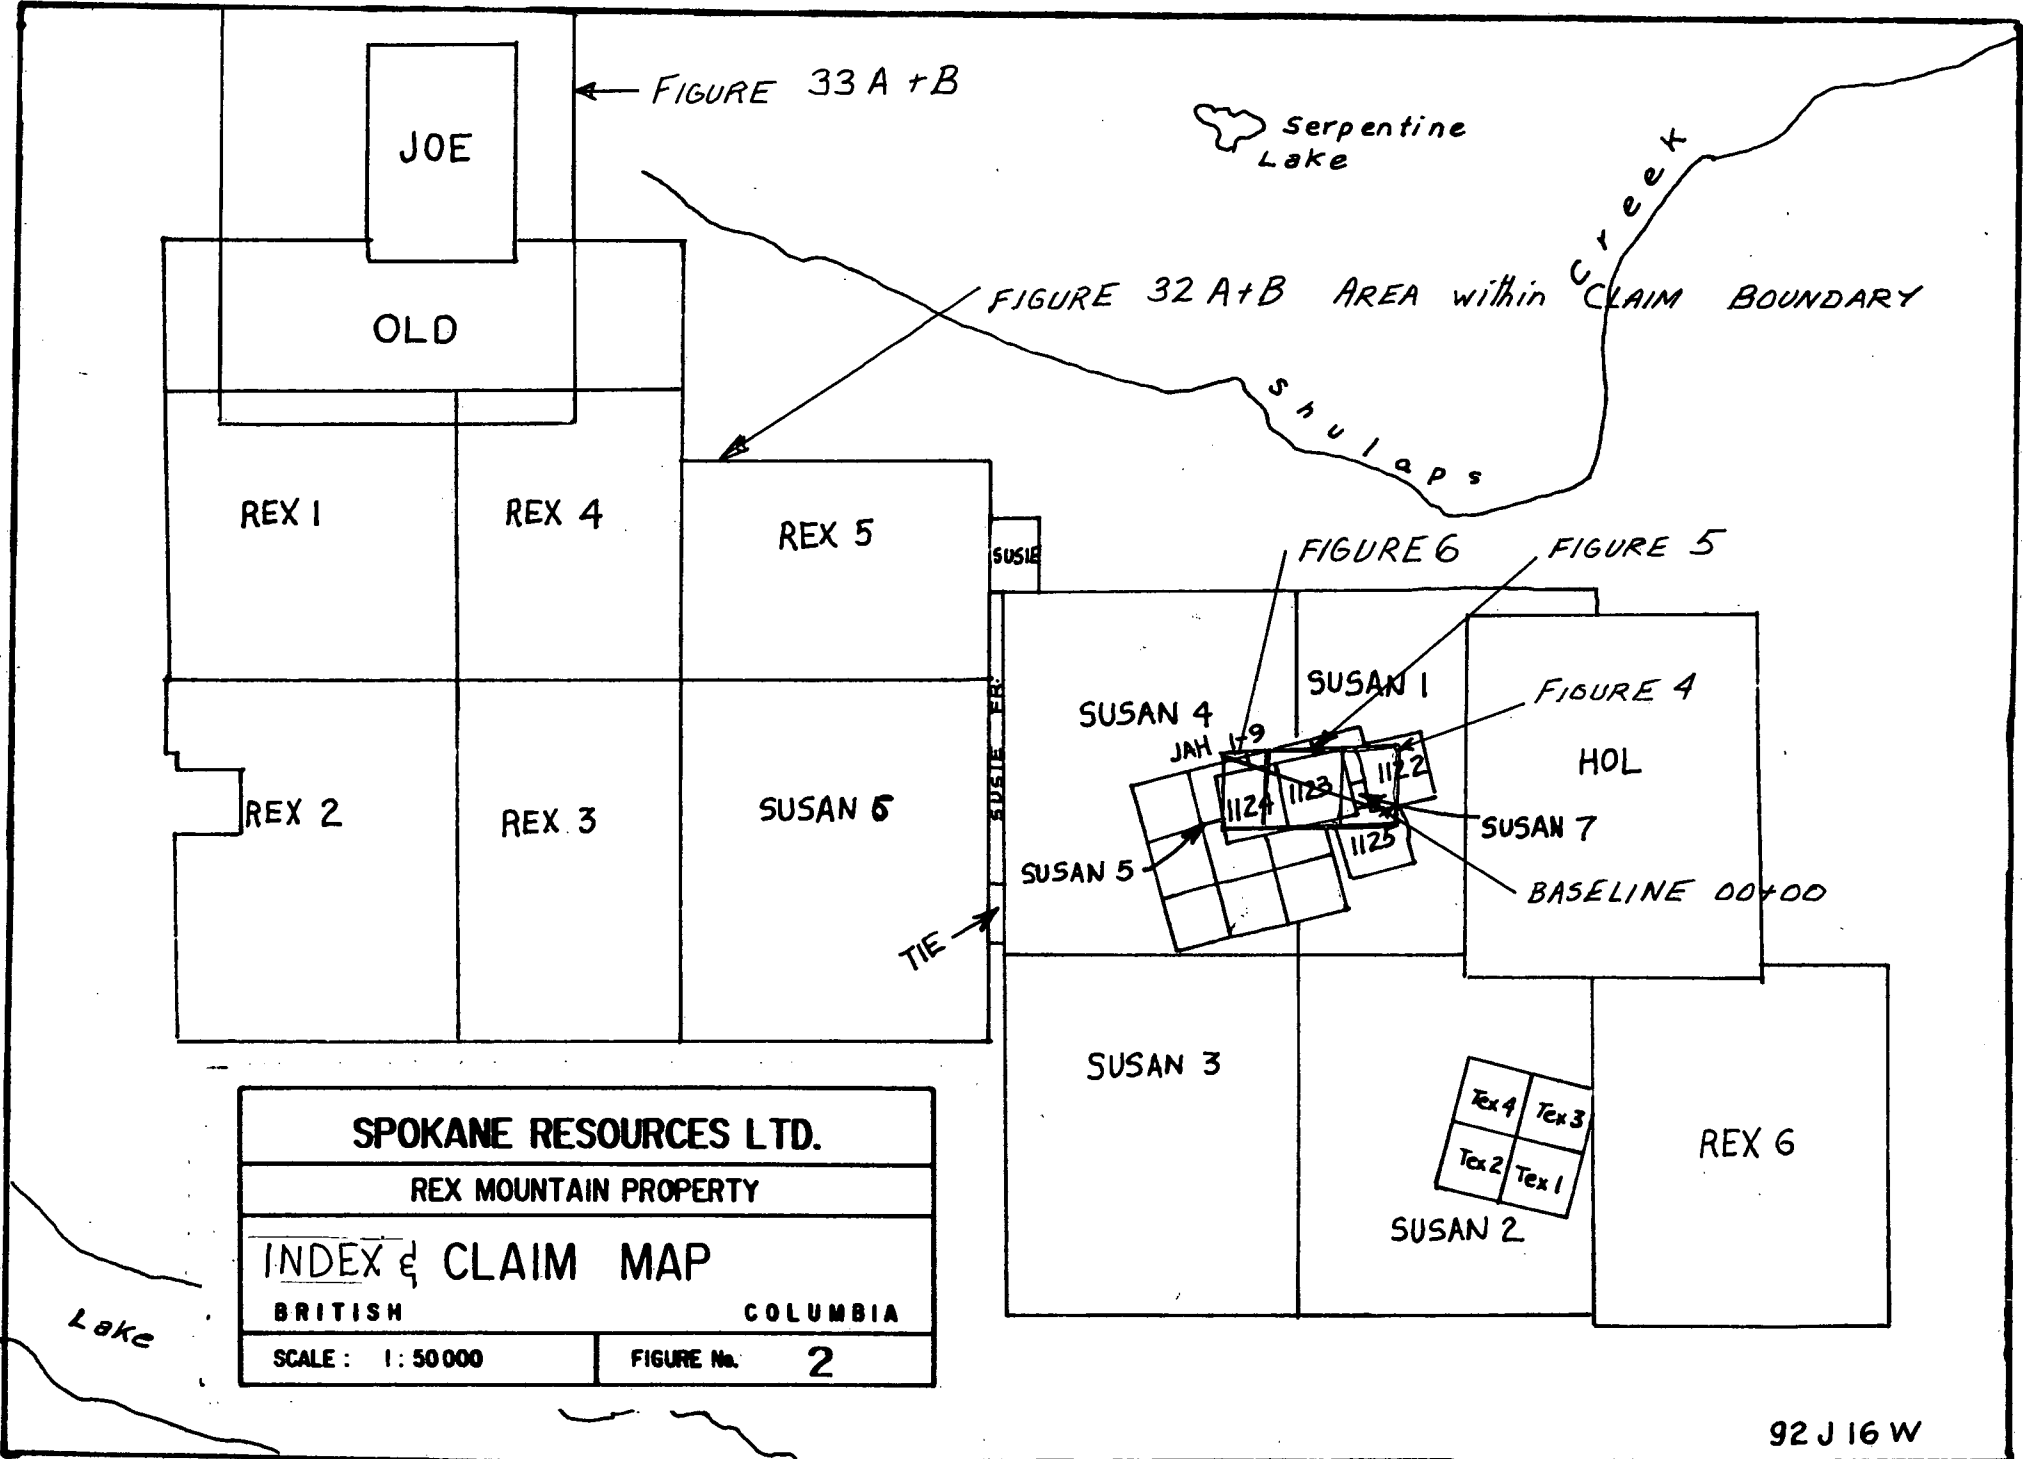 FIGURE 33 A + B
JOE
Serpentine
Lake
Creek
FIGURE 32 A+B AREA within CLAIM BOUNDARY
OLD
Shulaps
REX 1
REX 4
REX 5
SUSIE
FIGURE 6
FIGURE 5
SUSAN 1
FIGURE 4
SUSIE FR.
SUSAN 4
JAH 1-9
HOL
1122
1123
1124
1125
REX 2
REX 3
SUSAN 6
SUSAN 7
SUSAN 5
BASELINE 00+00
TIE
SUSAN 3
Tex 4
Tex 3
Tex 2
Tex 1
REX 6
SUSAN 2
SPOKANE RESOURCES LTD.
REX MOUNTAIN PROPERTY
INDEX & CLAIM MAP
BRITISH COLUMBIA
SCALE : 1 : 50 000
FIGURE No. 2
Lake
92 J 16 W